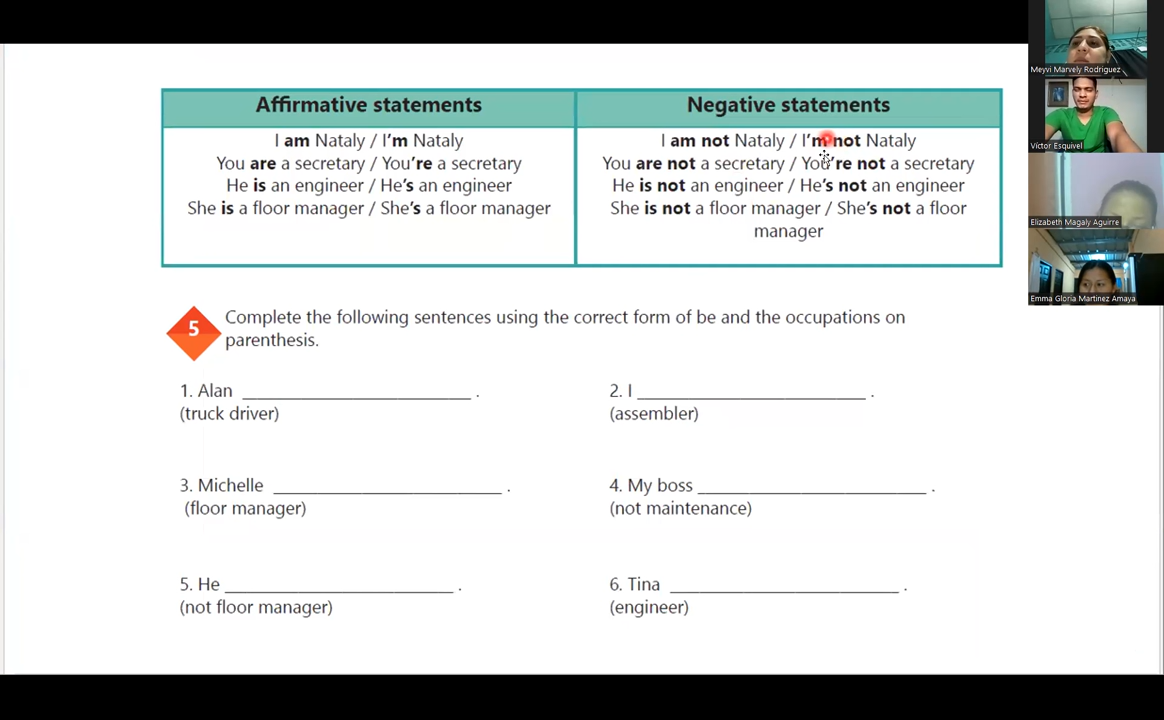 Affirmative statements
I am Nataly / I'm Nataly
You are a secretary / You're a secretary
He is an engineer / He's an engineer
She is a floor manager / She's a floor manager
Negative statements
I am not Nataly / I'm not Nataly
You are not a secretary / You're not a secretary
He is not an engineer / He's not an engineer
She is not a floor manager / She's not a floor
manager
5
Complete the following sentences using the correct form of be and the occupations on
parenthesis.
1. Alan ________________________ .
(truck driver)
2. I ________________________ .
(assembler)
3. Michelle ________________________ .
(floor manager)
4. My boss ________________________ .
(not maintenance)
5. He ________________________ .
(not floor manager)
6. Tina ________________________ .
(engineer)
Meyvi Marvely Rodriguez
Víctor Esquivel
Elizabeth Magaly Aguirre
Emma Gloria Martinez Amaya